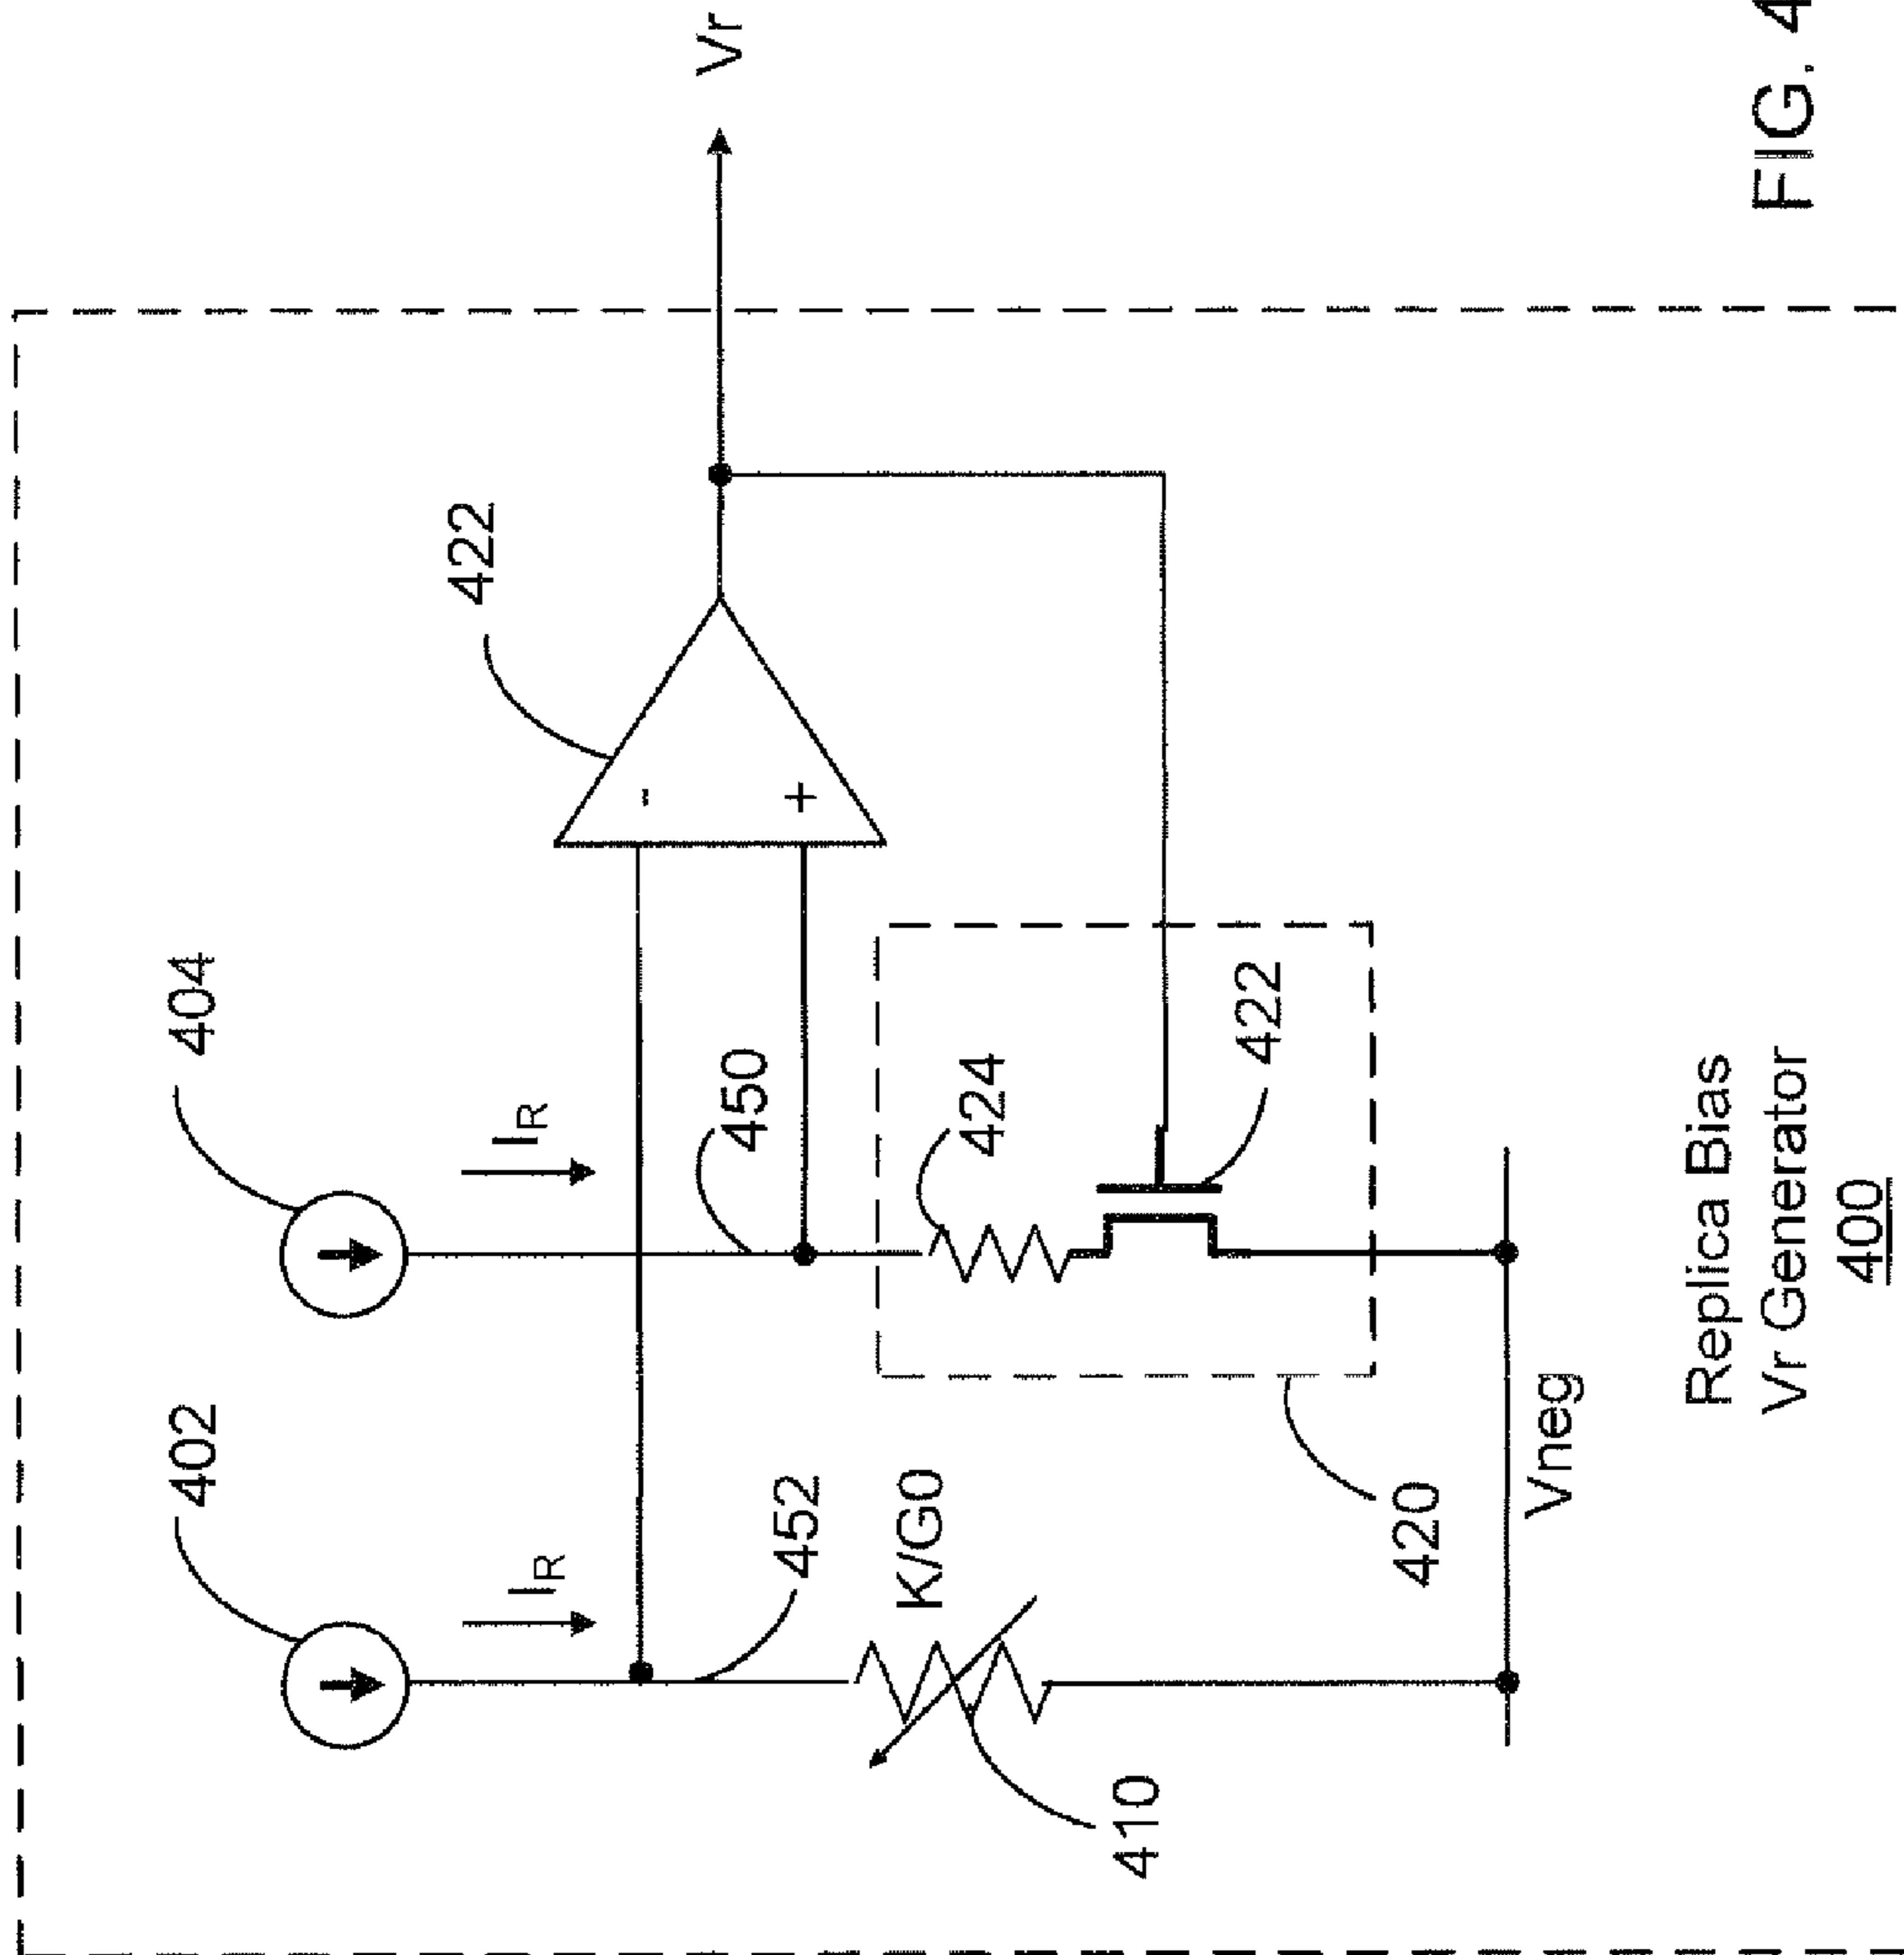 402
404
I_R
I_R
422
Vr
452
450
K/G0
-
+
410
424
422
420
Vneg
Replica Bias
Vr Generator
400
FIG. 4